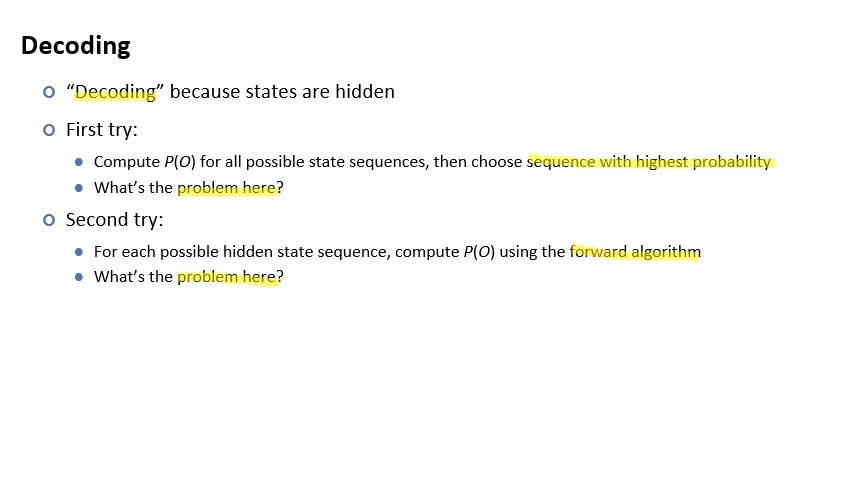 Decoding
“Decoding” because states are hidden
First try:
Compute P(O) for all possible state sequences, then choose sequence with highest probability
What’s the problem here?
Second try:
For each possible hidden state sequence, compute P(O) using the forward algorithm
What’s the problem here?